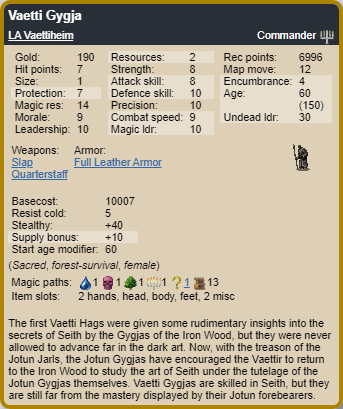 Vaetti Gygja
LA Vaettiheim Commander
Gold: 190 Resources: 2 Rec points: 6996
Hit points: 7 Strength: 8 Map move: 12
Size: 1 Attack skill: 8 Encumbrance: 4
Protection: 7 Defence skill: 10 Age: 60
Magic res: 14 Precision: 10 (150)
Morale: 9 Combat speed: 9 Undead ldr: 30
Leadership: 10 Magic ldr: 10
Weapons: Armor:
Slap Full Leather Armor
Quarterstaff
Basecost: 10007
Resist cold: 5
Stealthy: +40
Supply bonus: +10
Start age modifier: 60
(Sacred, forest-survival, female)
Magic paths: 1 1 1 1 ? 1 13
Item slots: 2 hands, head, body, feet, 2 misc
The first Vaetti Hags were given some rudimentary insights into the
secrets of Seith by the Gygjas of the Iron Wood, but they were never
allowed to advance far in the dark art. Now, with the treason of the
Jotun Jarls, the Jotun Gygjas have encouraged the Vaettir to return
to the Iron Wood to study the art of Seith under the tutelage of the
Jotun Gygjas themselves. Vaetti Gygjas are skilled in Seith, but they
are still far from the mastery displayed by their Jotun forebearers.